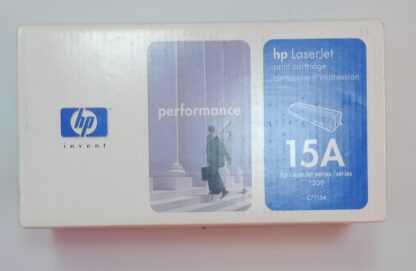 hp
invent
performance
hp LaserJet
print cartridge
cartouche d'impression
15A
hp LaserJet series/séries
1200
C7115A